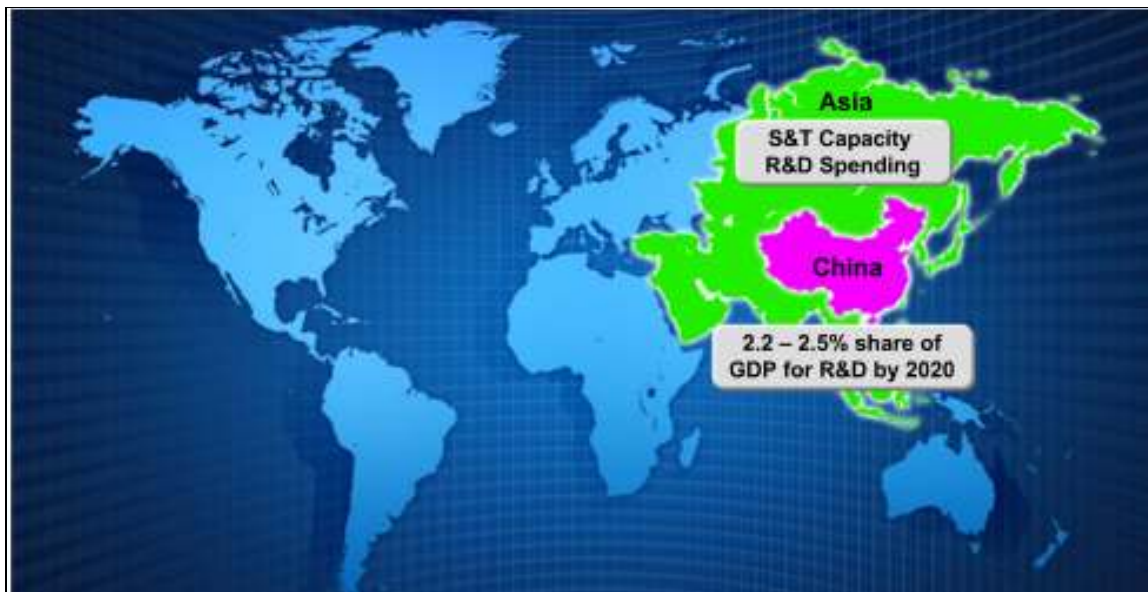 Asia
S&T Capacity
R&D Spending
China
2.2 – 2.5% share of
GDP for R&D by 2020